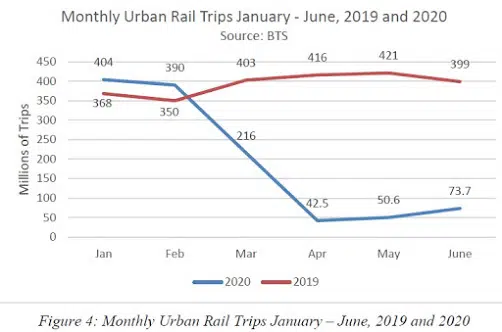 Monthly Urban Rail Trips January - June, 2019 and 2020
Source: BTS
Millions of Trips
450
400
350
300
250
200
150
100
50
0
404
390
403
416
421
399
368
350
216
42.5
50.6
73.7
Jan
Feb
Mar
Apr
May
June
2020
2019
Figure 4: Monthly Urban Rail Trips January – June, 2019 and 2020